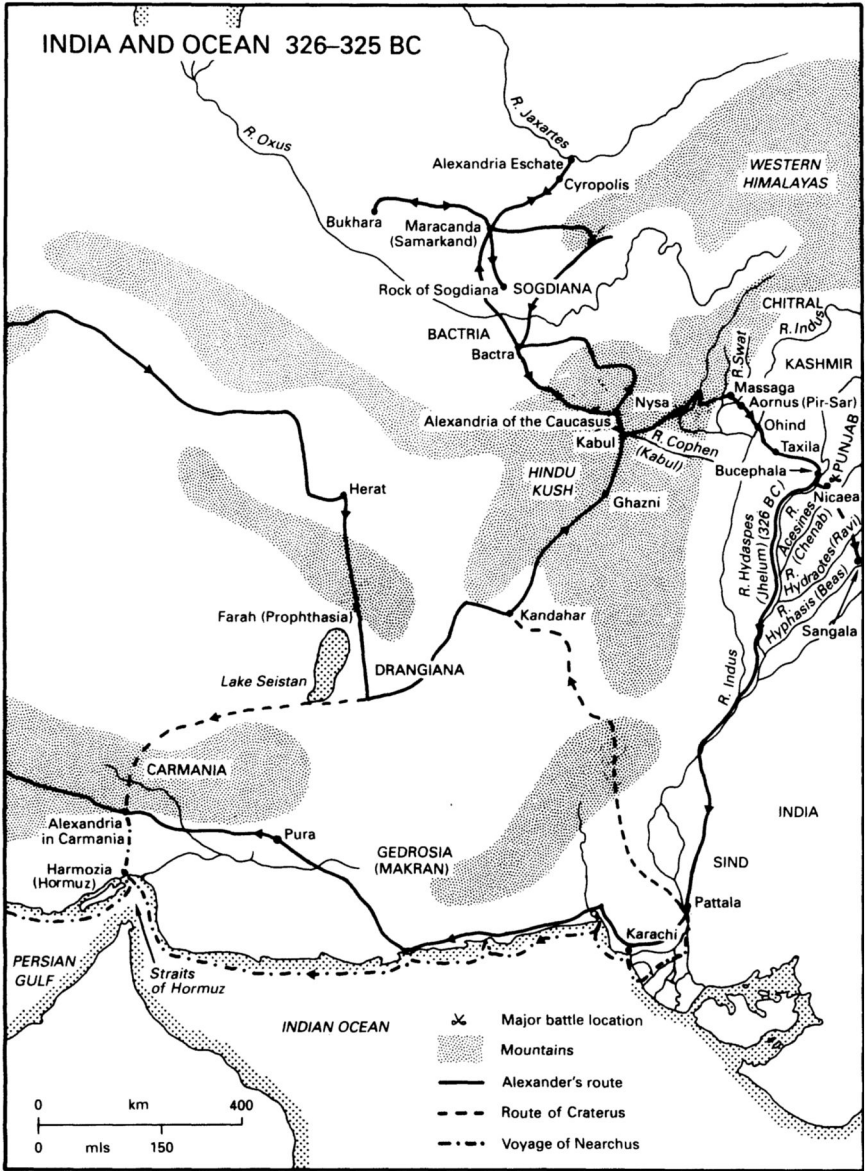 INDIA AND OCEAN 326–325 BC
R. Oxus
R. Jaxartes
Alexandria Eschate
Cyropolis
WESTERN
HIMALAYAS
Bukhara
Maracanda
(Samarkand)
Rock of Sogdiana
SOGDIANA
CHITRAL
R. Indus
BACTRIA
Bactra
R. Swat
KASHMIR
Nysa
Massaga
Aornus (Pir-Sar)
Alexandria of the Caucasus
Ohind
Kabul
R. Cophen
(Kabul)
Taxila
PUNJAB
HINDU
KUSH
Bucephala
Herat
Ghazni
Nicaea
R. Hydaspes
(Jhelum) (326 BC)
R.
Acesines
(Chenab)
R.
Hydraotes (Ravi)
R.
Hyphasis (Beas)
Farah (Prophthasia)
Kandahar
Sangala
Lake Seistan
DRANGIANA
R. Indus
CARMANIA
INDIA
Alexandria
in Carmania
Pura
GEDROSIA
(MAKRAN)
SIND
Harmozia
(Hormuz)
Pattala
Karachi
PERSIAN
GULF
Straits
of Hormuz
INDIAN OCEAN
Major battle location
Mountains
Alexander's route
Route of Craterus
Voyage of Nearchus
0 km 400
0 mls 150